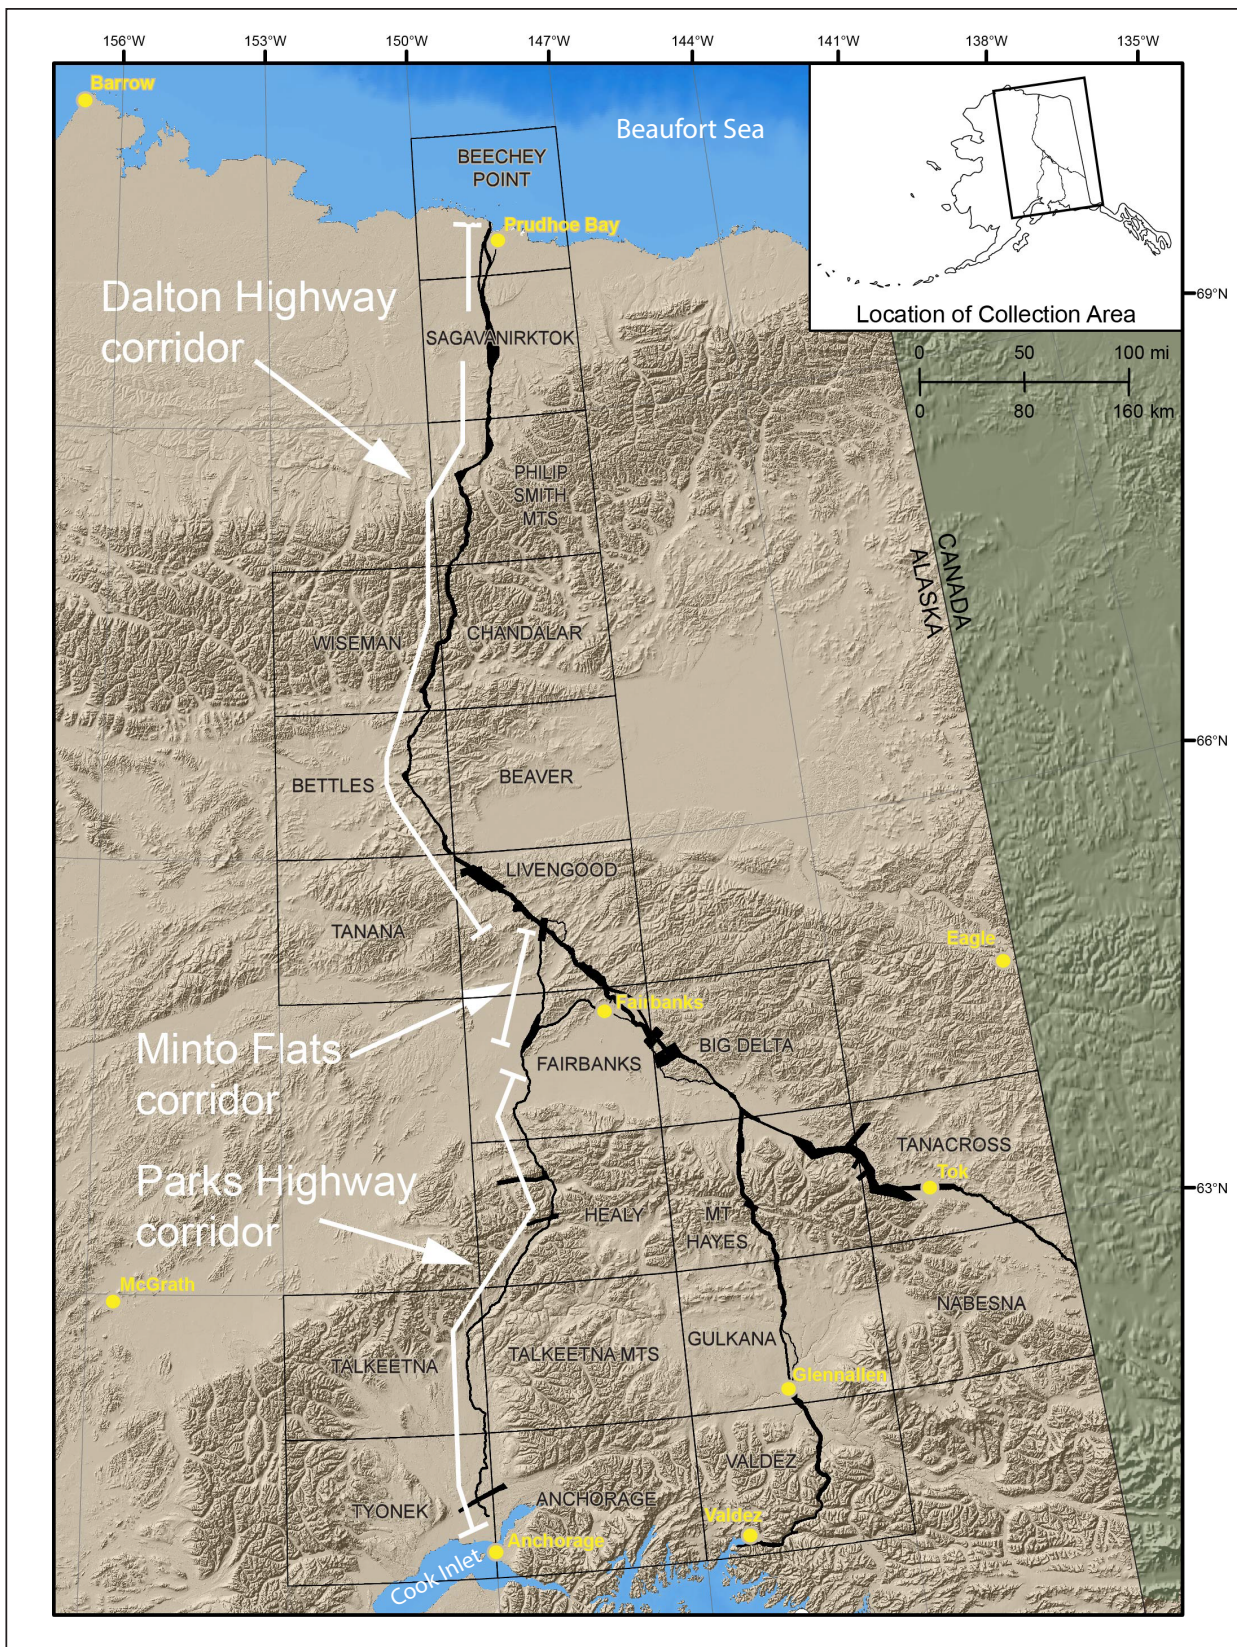 156°W 153°W 150°W 147°W 144°W 141°W 138°W 135°W
Barrow
Beaufort Sea
BEECHEY
POINT
Prudhoe Bay
Location of Collection Area
69°N
Dalton Highway
corridor
SAGAVANIRKTOK
0 50 100 mi
0 80 160 km
PHILIP
SMITH
MTS
CANADA
ALASKA
WISEMAN
CHANDALAR
66°N
BETTLES
BEAVER
LIVENGOOD
TANANA
Eagle
Fairbanks
Minto Flats
corridor
FAIRBANKS
BIG DELTA
TANACROSS
Tok
63°N
Parks Highway
corridor
HEALY
MT
HAYES
McGrath
NABESNA
TALKEETNA
TALKEETNA MTS
GULKANA
Glennallen
VALDEZ
TYONEK
ANCHORAGE
Valdez
Anchorage
Cook Inlet